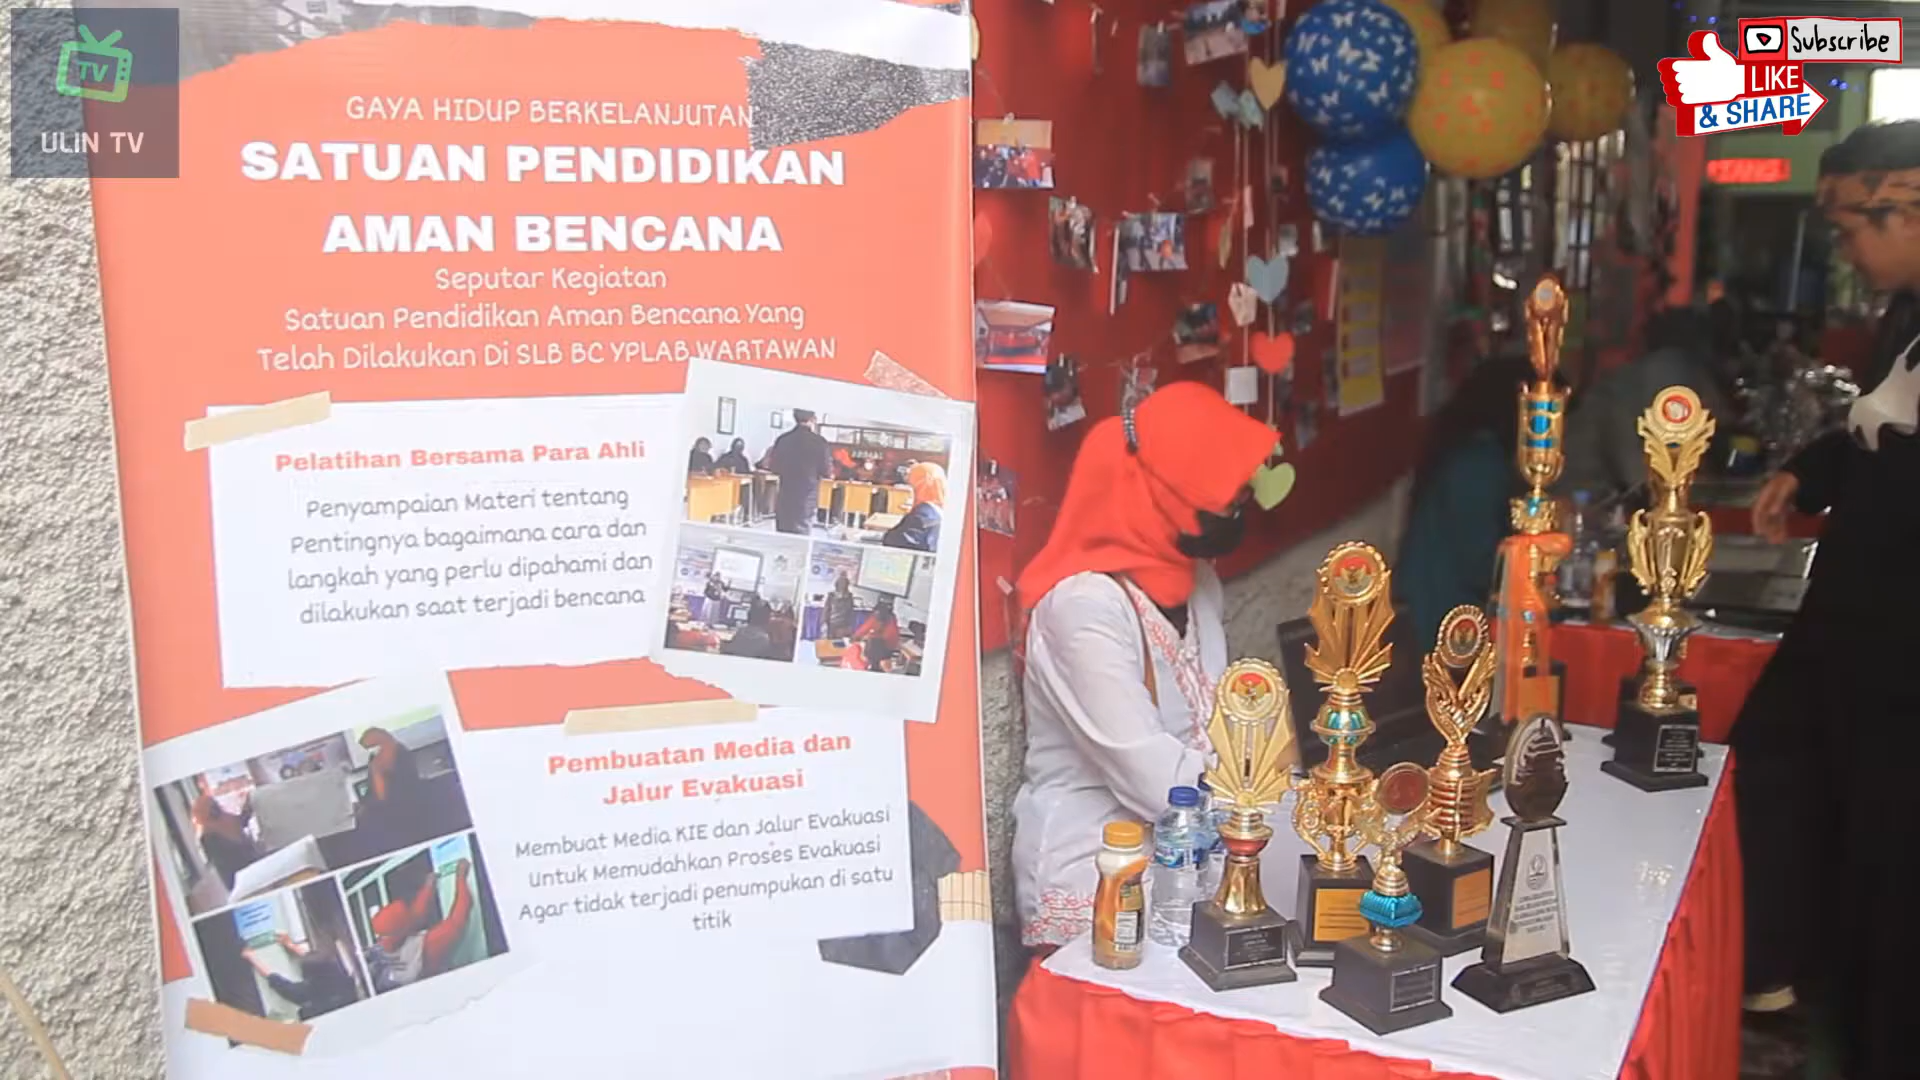 TV
ULIN TV
Subscribe
LIKE
& SHARE
GAYA HIDUP BERKELANJUTAN
SATUAN PENDIDIKAN
AMAN BENCANA
Seputar Kegiatan
Satuan Pendidikan Aman Bencana Yang
Telah Dilakukan Di SLB BC YPLAB WARTAWAN
Pelatihan Bersama Para Ahli
Penyampaian Materi tentang
Pentingnya bagaimana cara dan
langkah yang perlu dipahami dan
dilakukan saat terjadi bencana
Pembuatan Media dan
Jalur Evakuasi
Membuat Media KIE dan Jalur Evakuasi
Untuk Memudahkan Proses Evakuasi
Agar tidak terjadi penumpukan di satu
titik